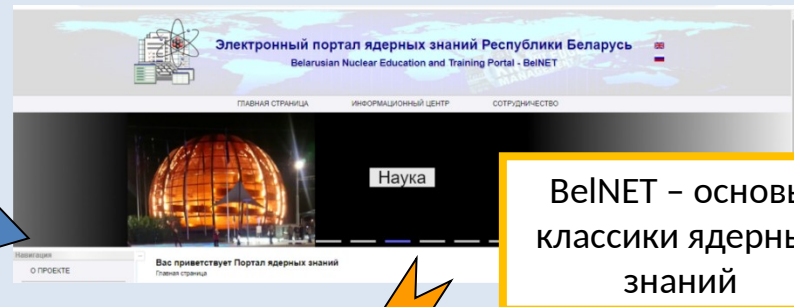 Электронный портал ядерных знаний Республики Беларусь
Belarusian Nuclear Education and Training Portal - BelNET
ГЛАВНАЯ СТРАНИЦА ИНФОРМАЦИОННЫЙ ЦЕНТР СОТРУДНИЧЕСТВО
Наука
BelNET – основы
классики ядерны
знаний
Навигация
О ПРОЕКТЕ
Вас приветствует Портал ядерных знаний
Главная страница